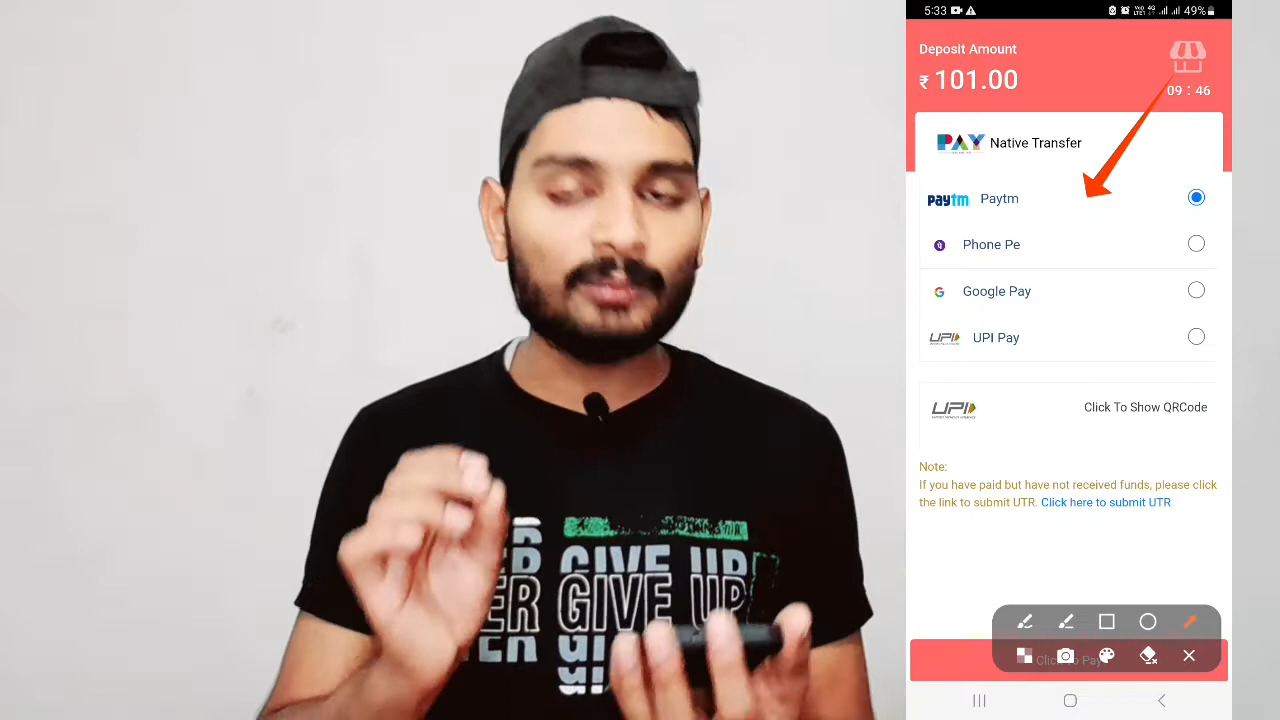 5:33
49%
Deposit Amount
₹ 101.00
09 : 46
PAY Native Transfer
paytm Paytm
Phone Pe
Google Pay
UPI UPI Pay
UPI Click To Show QRCode
Note:
If you have paid but have not received funds, please click
the link to submit UTR. Click here to submit UTR
GIVE UP
ER GIVE UP